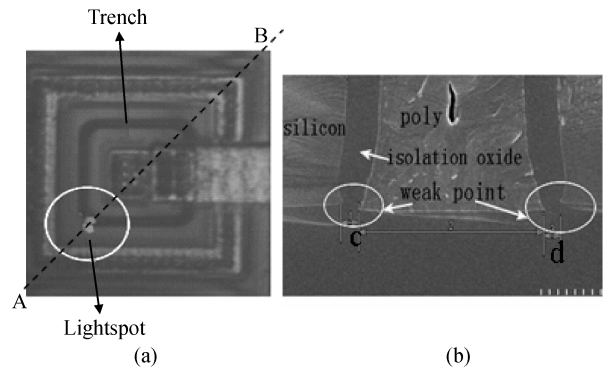 Trench
B
A
Lightspot
(a)
silicon
poly
isolation oxide
weak point
c
d
(b)